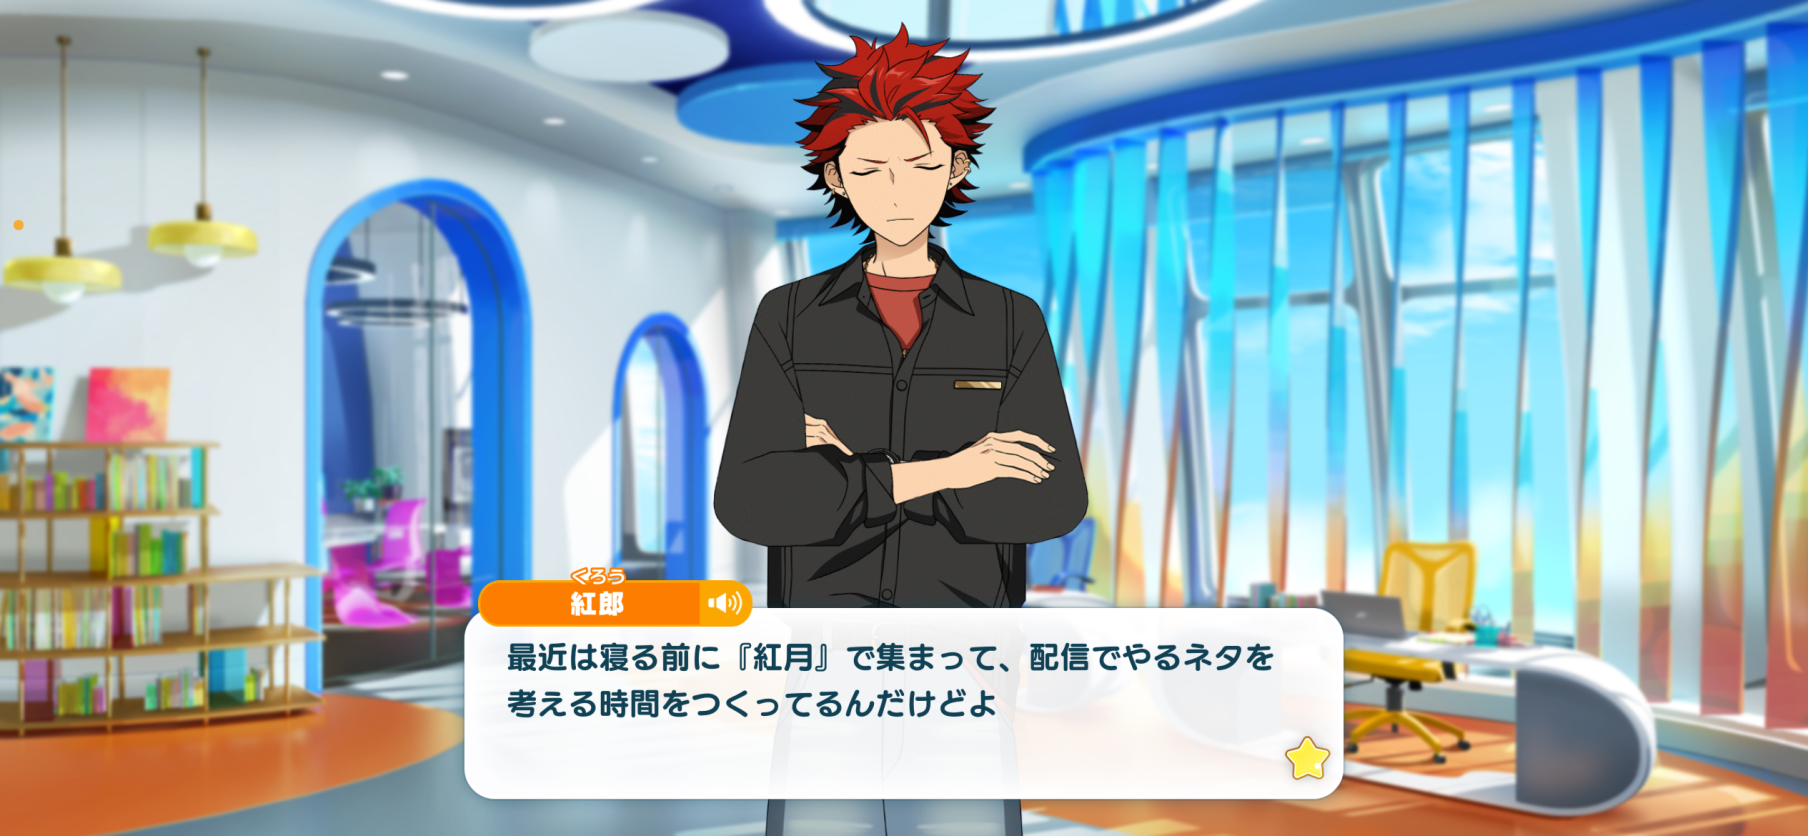 くろう
紅郎
最近は寝る前に『紅月』で集まって、配信でやるネタを
考える時間をつくってるんだけどよ